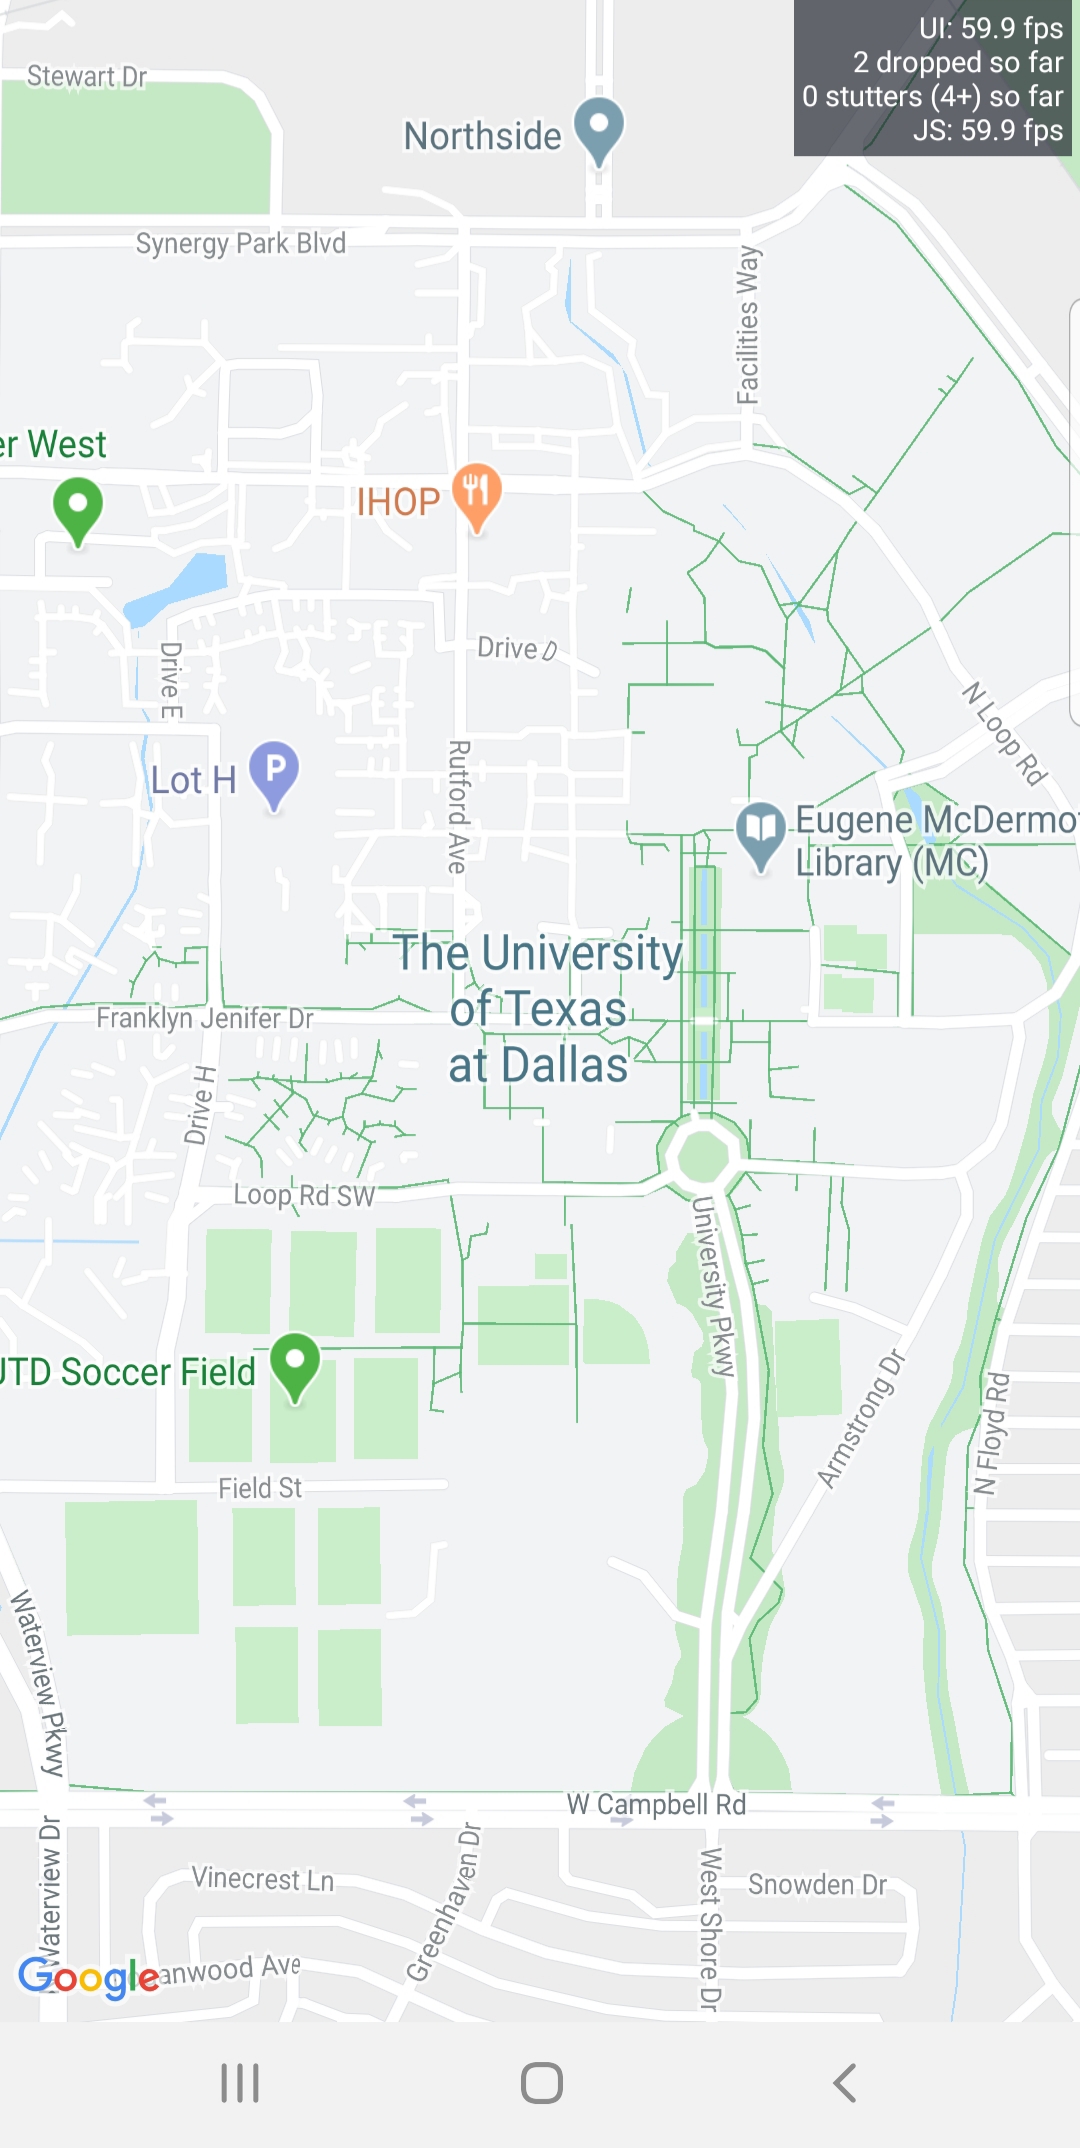 UI: 59.9 fps
2 dropped so far
0 stutters (4+) so far
JS: 59.9 fps
Stewart Dr
Northside
Synergy Park Blvd
Facilities Way
er West
IHOP
Drive D
Drive E
N Loop Rd
Lot H
P
Rutford Ave
Eugene McDermot
Library (MC)
The University
of Texas
at Dallas
Franklyn Jenifer Dr
Drive H
Loop Rd SW
University Pkwy
UTD Soccer Field
Armstrong Dr
N Floyd Rd
Field St
Waterview Pkwy
W Campbell Rd
Waterview Dr
Vinecrest Ln
Greenhaven Dr
West Shore Dr
Snowden Dr
Google
anwood Ave